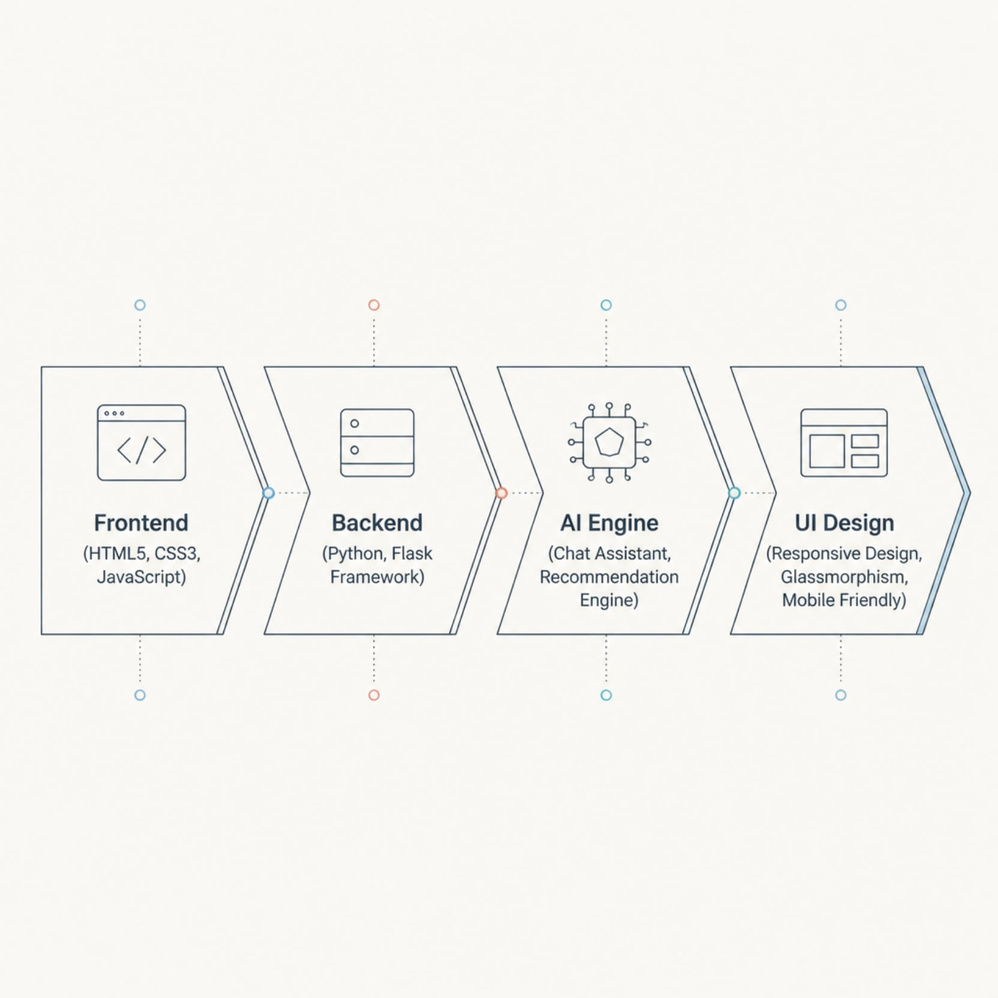 Frontend
(HTML5, CSS3,
JavaScript)
Backend
(Python, Flask
Framework)
AI Engine
(Chat Assistant,
Recommendation
Engine)
UI Design
(Responsive Design,
Glassmorphism,
Mobile Friendly)